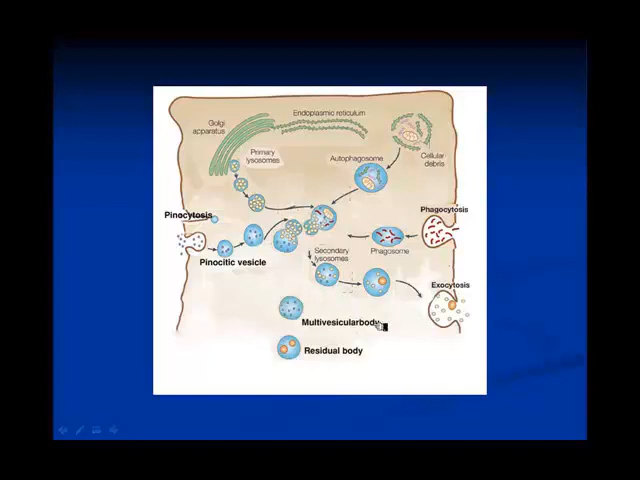 Endoplasmic reticulum
Golgi
apparatus
Primary
lysosomes
Autophagosome
Cellular
debris
Pinocytosis
Phagocytosis
Pinocitic vesicle
Secondary
lysosomes
Phagosome
Exocytosis
Multivesicularbody
Residual body